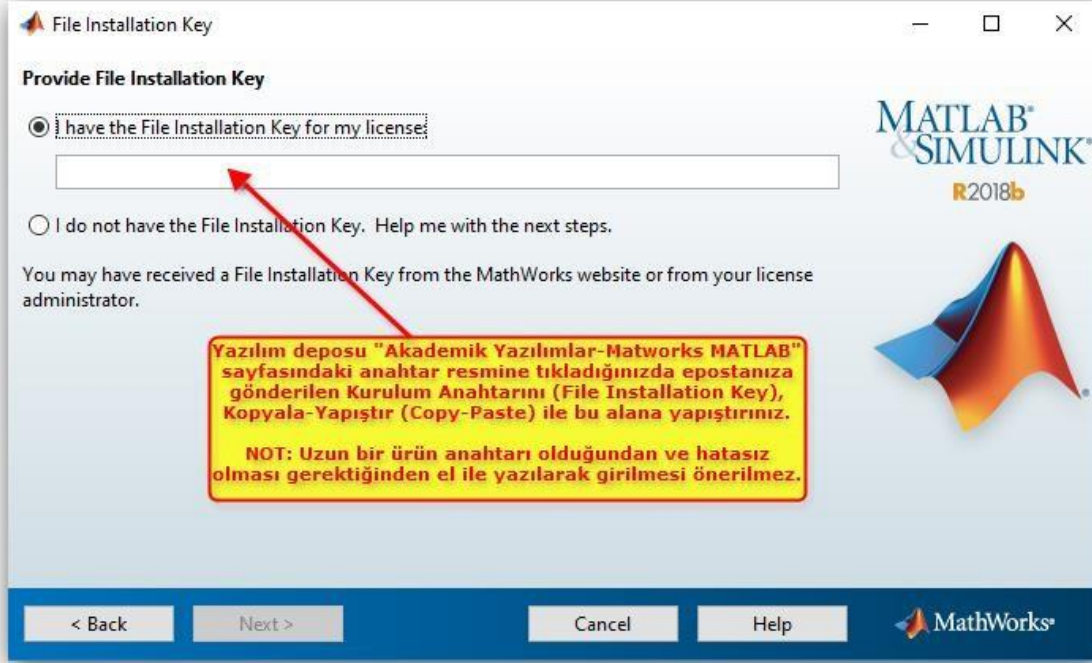 File Installation Key
Provide File Installation Key
I have the File Installation Key for my license:
MATLAB®
&SIMULINK®
R2018b
I do not have the File Installation Key. Help me with the next steps.
You may have received a File Installation Key from the MathWorks website or from your license
administrator.
Yazılım deposu "Akademik Yazılımlar-Matworks MATLAB"
sayfasındaki anahtar resmine tıkladığınızda epostanıza
gönderilen Kurulum Anahtarını (File Installation Key),
Kopyala-Yapıştır (Copy-Paste) ile bu alana yapıştırınız.
NOT: Uzun bir ürün anahtarı olduğundan ve hatasız
olması gerektiğinden el ile yazılarak girilmesi önerilmez.
< Back
Next >
Cancel
Help
MathWorks®